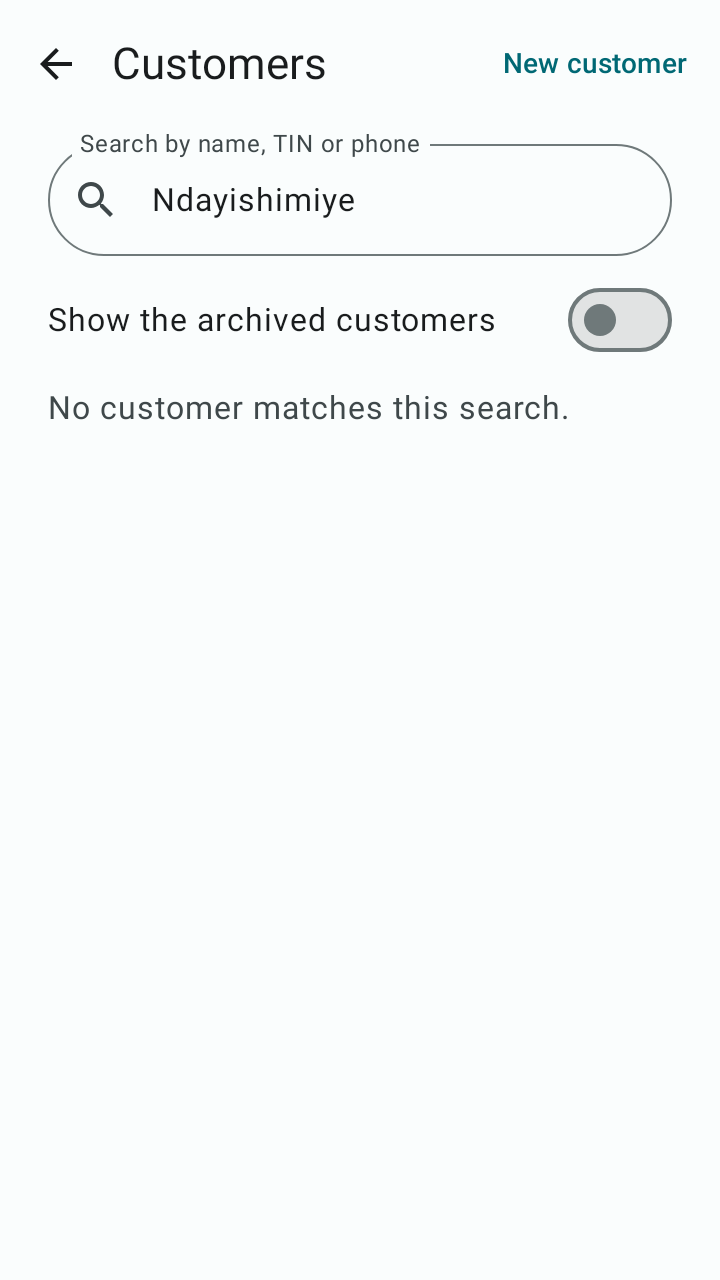 Customers
New customer
Search by name, TIN or phone
Ndayishimiye
Show the archived customers
No customer matches this search.